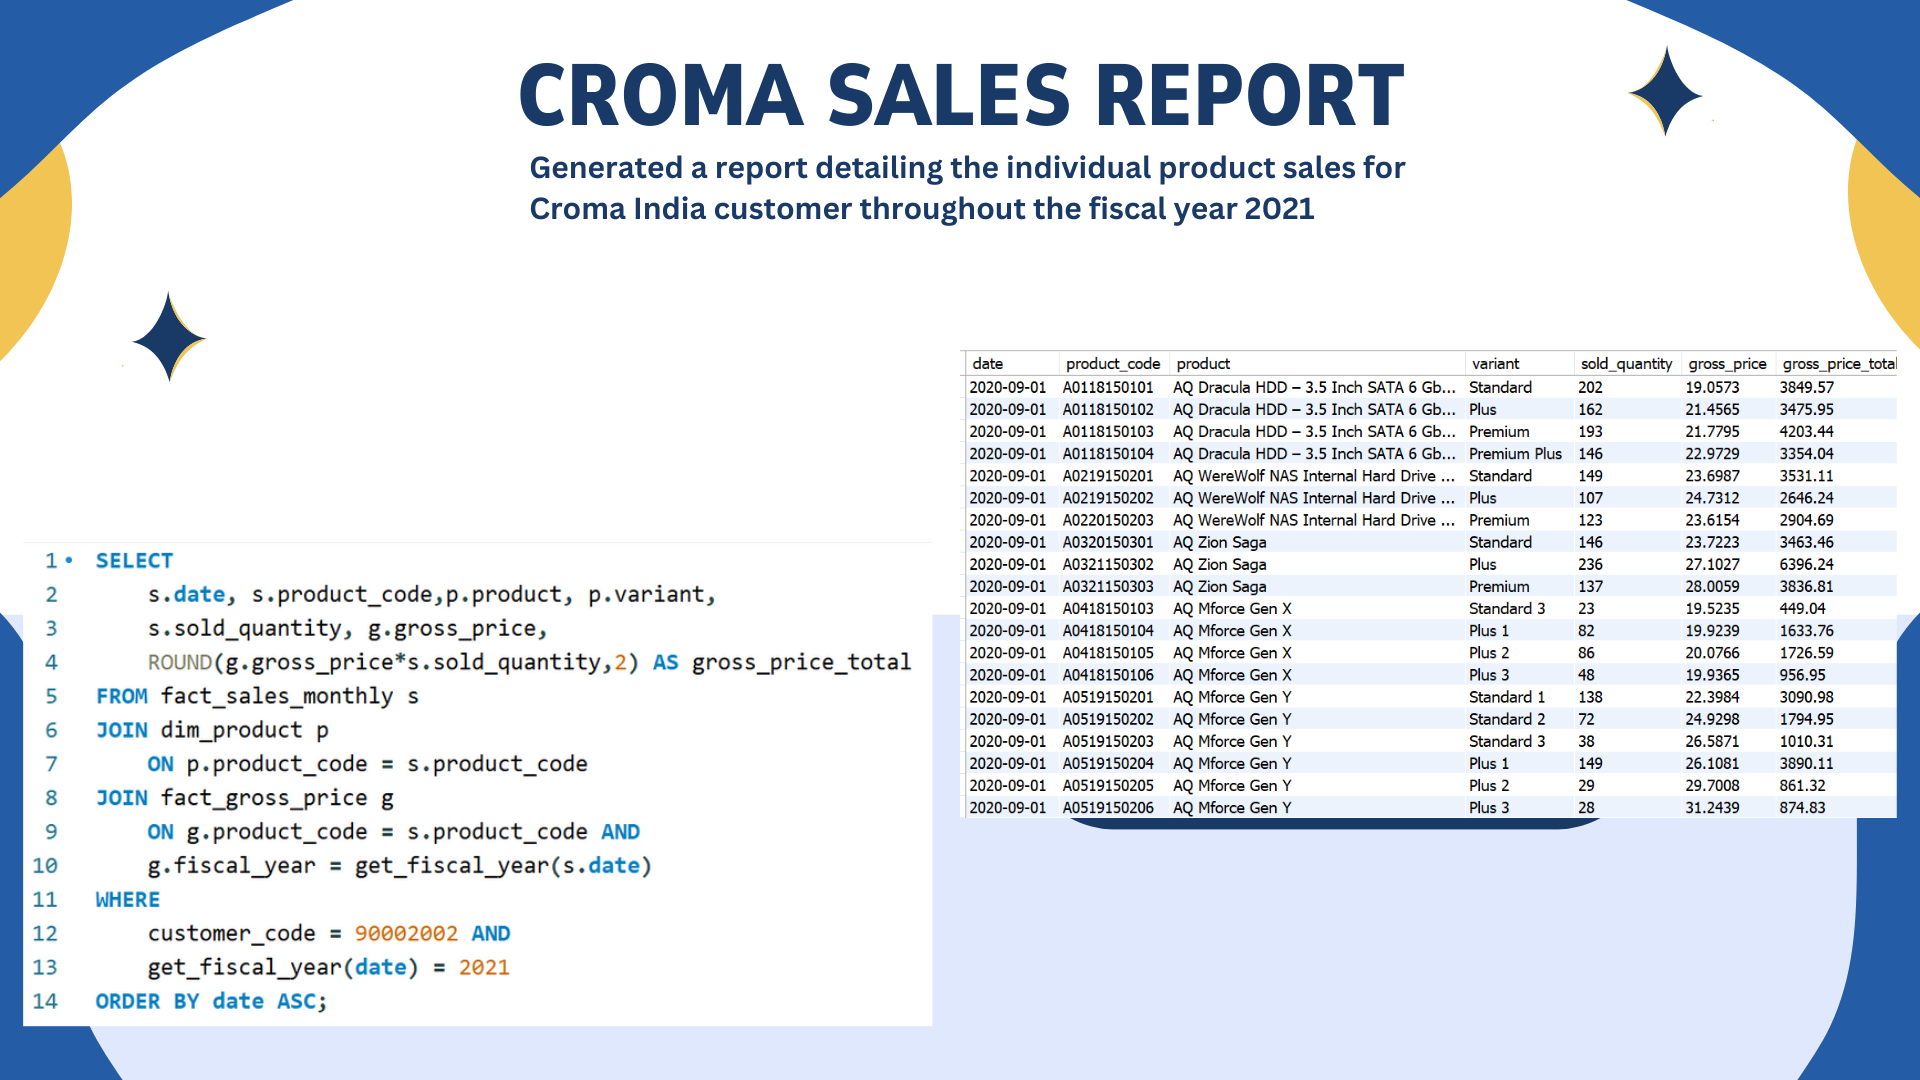 CROMA SALES REPORT
Generated a report detailing the individual product sales for
Croma India customer throughout the fiscal year 2021
date product_code product variant sold_quantity gross_price gross_price_total
2020-09-01 A0118150101 AQ Dracula HDD – 3.5 Inch SATA 6 Gb... Standard 202 19.0573 3849.57
2020-09-01 A0118150102 AQ Dracula HDD – 3.5 Inch SATA 6 Gb... Plus 162 21.4565 3475.95
2020-09-01 A0118150103 AQ Dracula HDD – 3.5 Inch SATA 6 Gb... Premium 193 21.7795 4203.44
2020-09-01 A0118150104 AQ Dracula HDD – 3.5 Inch SATA 6 Gb... Premium Plus 146 22.9729 3354.04
2020-09-01 A0219150201 AQ WereWolf NAS Internal Hard Drive ... Standard 149 23.6987 3531.11
2020-09-01 A0219150202 AQ WereWolf NAS Internal Hard Drive ... Plus 107 24.7312 2646.24
2020-09-01 A0220150203 AQ WereWolf NAS Internal Hard Drive ... Premium 123 23.6154 2904.69
2020-09-01 A0320150301 AQ Zion Saga Standard 146 23.7223 3463.46
2020-09-01 A0321150302 AQ Zion Saga Plus 236 27.1027 6396.24
2020-09-01 A0321150303 AQ Zion Saga Premium 137 28.0059 3836.81
2020-09-01 A0418150103 AQ Mforce Gen X Standard 3 23 19.5235 449.04
2020-09-01 A0418150104 AQ Mforce Gen X Plus 1 82 19.9239 1633.76
2020-09-01 A0418150105 AQ Mforce Gen X Plus 2 86 20.0766 1726.59
2020-09-01 A0418150106 AQ Mforce Gen X Plus 3 48 19.9365 956.95
2020-09-01 A0519150201 AQ Mforce Gen Y Standard 1 138 22.3984 3090.98
2020-09-01 A0519150202 AQ Mforce Gen Y Standard 2 72 24.9298 1794.95
2020-09-01 A0519150203 AQ Mforce Gen Y Standard 3 38 26.5871 1010.31
2020-09-01 A0519150204 AQ Mforce Gen Y Plus 1 149 26.1081 3890.11
2020-09-01 A0519150205 AQ Mforce Gen Y Plus 2 29 29.7008 861.32
2020-09-01 A0519150206 AQ Mforce Gen Y Plus 3 28 31.2439 874.83
1 SELECT
2 s.date, s.product_code,p.product, p.variant,
3 s.sold_quantity, g.gross_price,
4 ROUND(g.gross_price*s.sold_quantity,2) AS gross_price_total
5 FROM fact_sales_monthly s
6 JOIN dim_product p
7 ON p.product_code = s.product_code
8 JOIN fact_gross_price g
9 ON g.product_code = s.product_code AND
10 g.fiscal_year = get_fiscal_year(s.date)
11 WHERE
12 customer_code = 90002002 AND
13 get_fiscal_year(date) = 2021
14 ORDER BY date ASC;